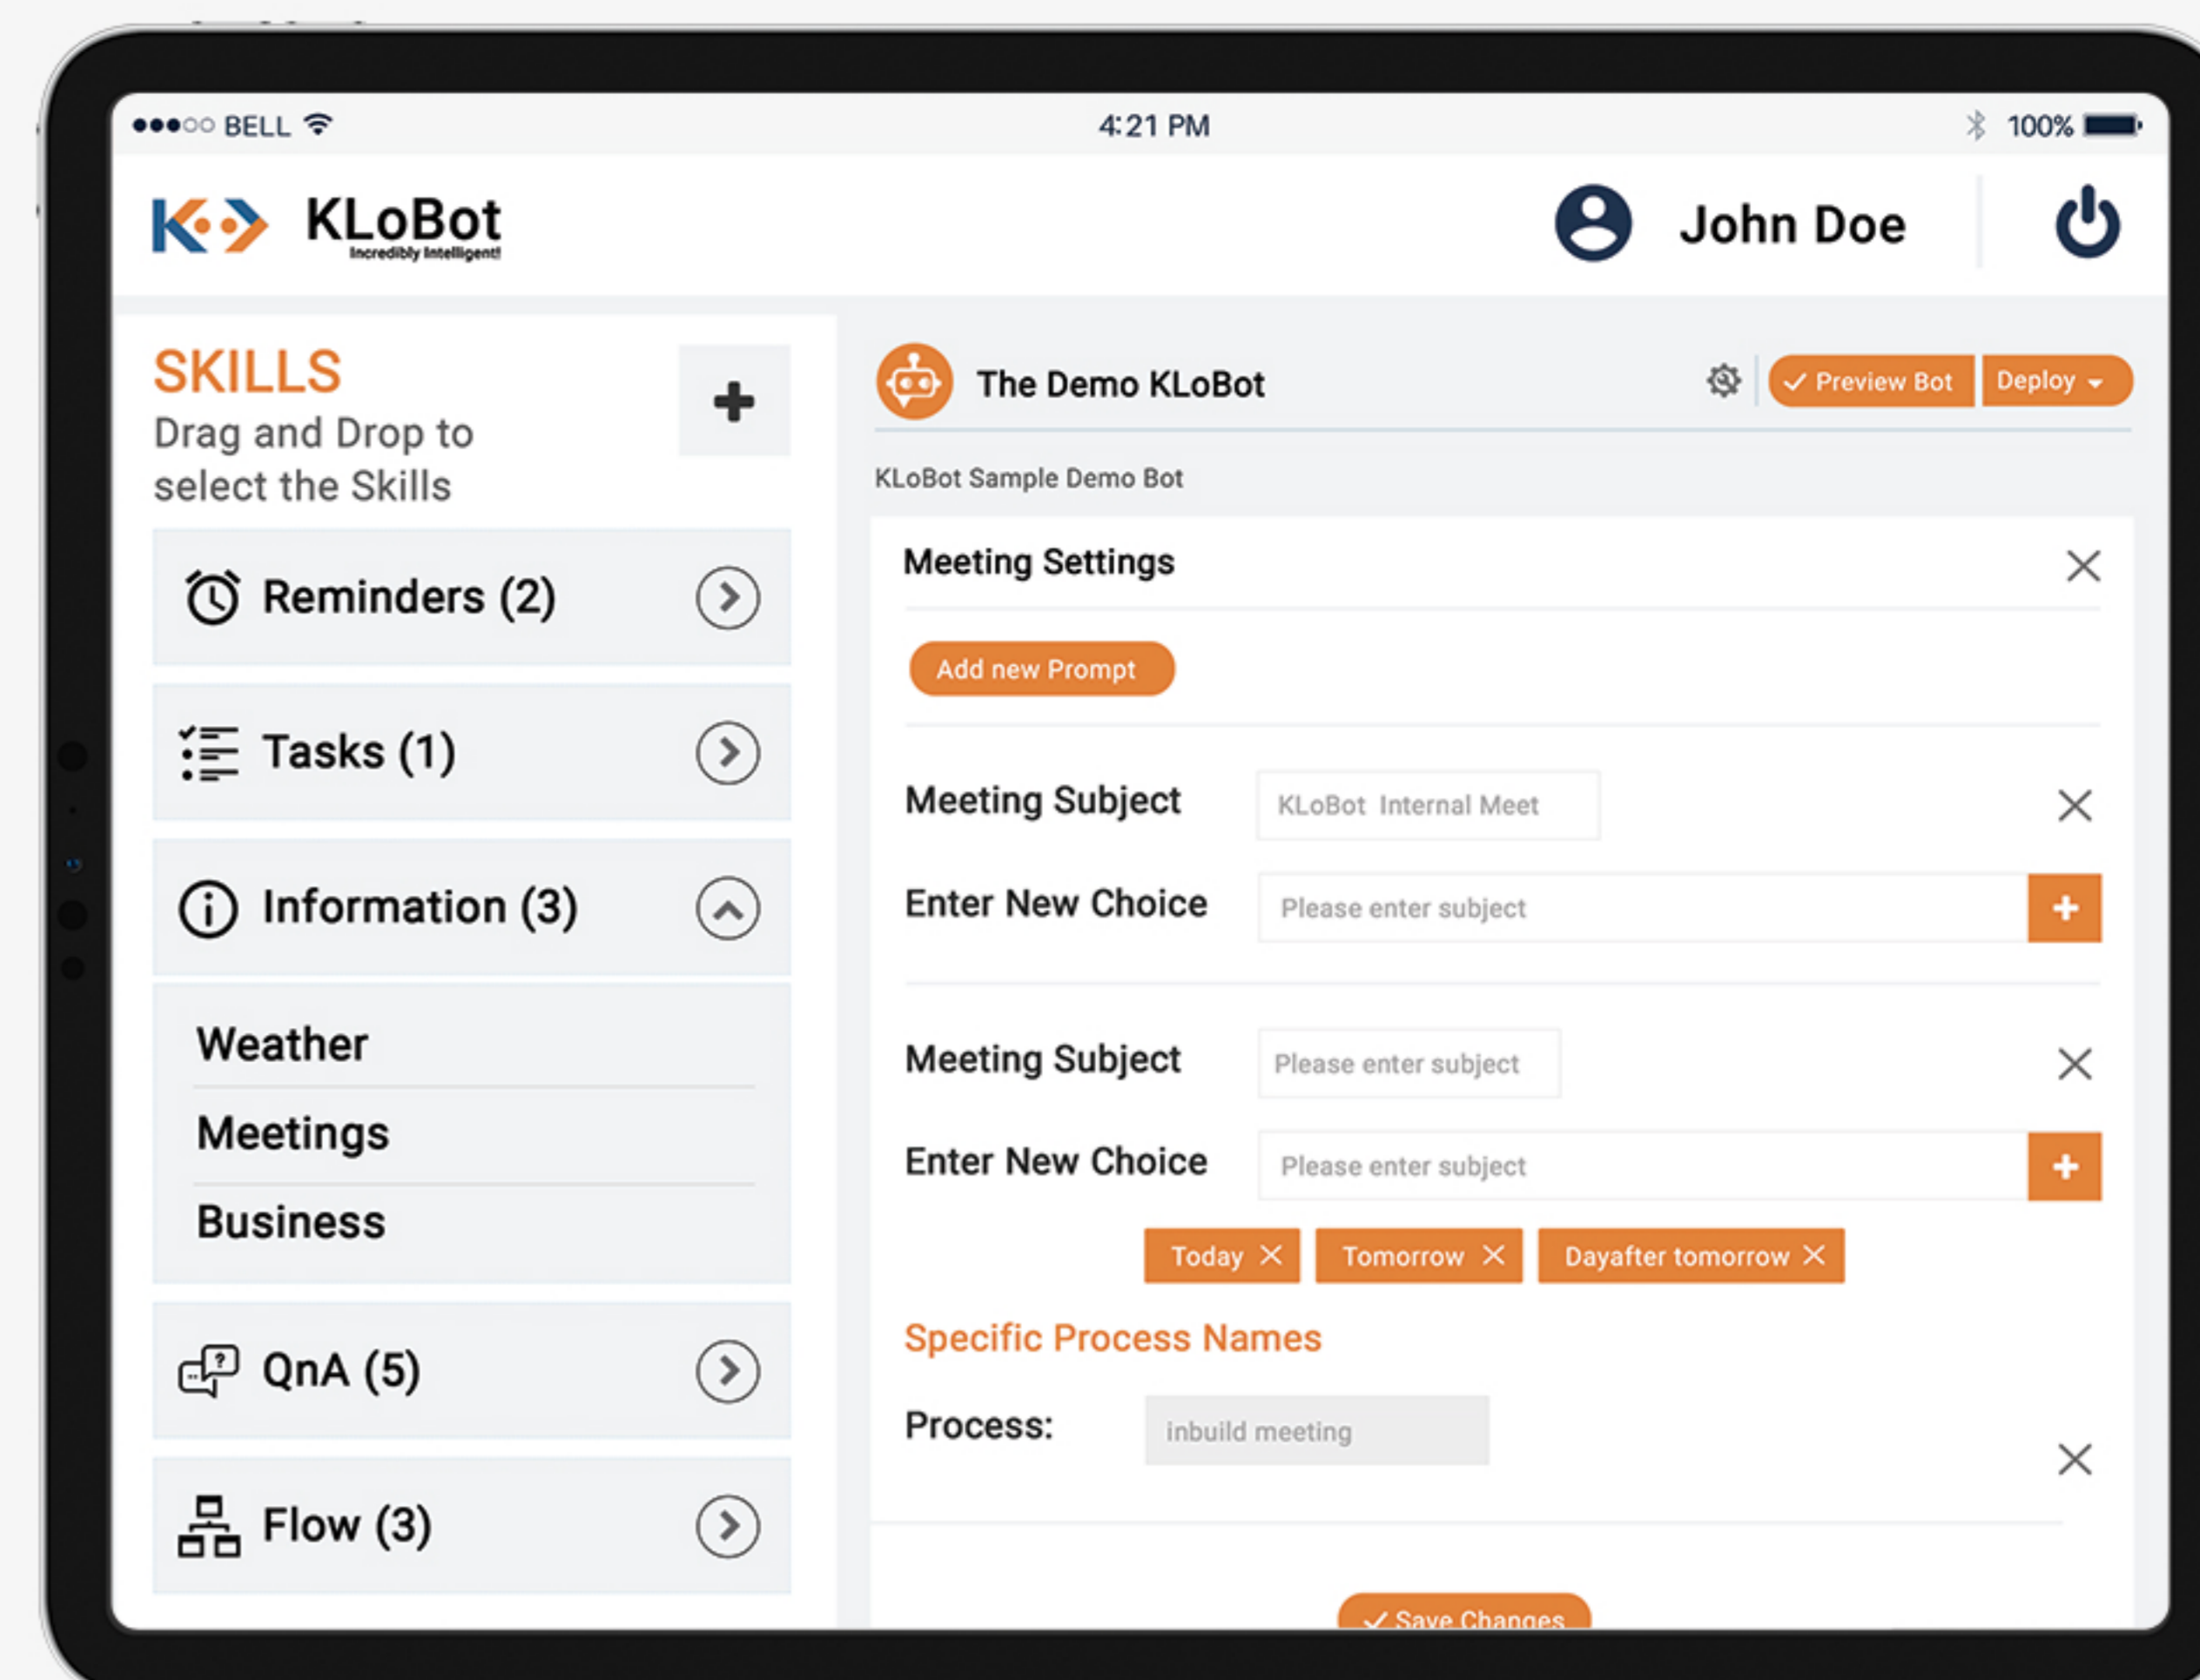 BELL
4:21 PM
100%
KLoBot
Incredibly Intelligent!
John Doe
SKILLS
Drag and Drop to
select the Skills
Reminders (2)
Tasks (1)
Information (3)
Weather
Meetings
Business
QnA (5)
Flow (3)
The Demo KLoBot
Preview Bot
Deploy
KLoBot Sample Demo Bot
Meeting Settings
Add new Prompt
Meeting Subject
KLoBot Internal Meet
Enter New Choice
Please enter subject
Meeting Subject
Please enter subject
Enter New Choice
Please enter subject
Today
Tomorrow
Dayafter tomorrow
Specific Process Names
Process:
inbuild meeting
Save Changes